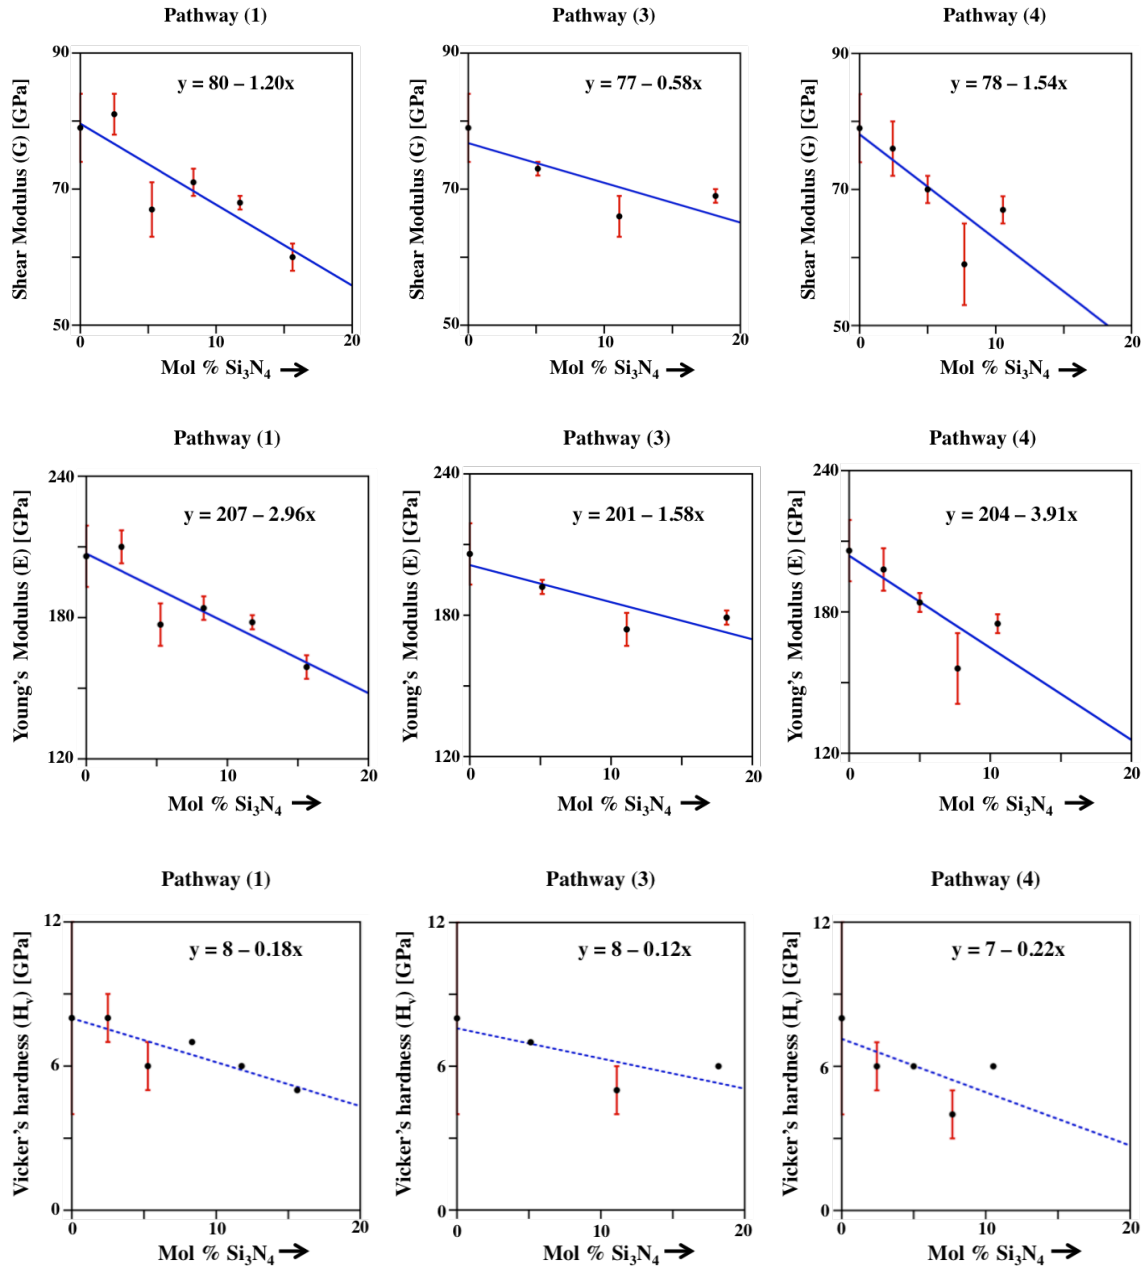 Pathway (1)
Pathway (3)
Pathway (4)
Shear Modulus (G) [GPa]
90
70
50
y = 80 – 1.20x
0
10
20
Mol % Si₃N₄ →
Shear Modulus (G) [GPa]
90
70
50
y = 77 – 0.58x
0
10
20
Mol % Si₃N₄ →
Shear Modulus (G) [GPa]
90
70
50
y = 78 – 1.54x
0
10
20
Mol % Si₃N₄ →
Pathway (1)
Pathway (3)
Pathway (4)
Young's Modulus (E) [GPa]
240
180
120
y = 207 – 2.96x
0
10
20
Mol % Si₃N₄ →
Young's Modulus (E) [GPa]
240
180
120
y = 201 – 1.58x
0
10
20
Mol % Si₃N₄ →
Young's Modulus (E) [GPa]
240
180
120
y = 204 – 3.91x
0
10
20
Mol % Si₃N₄ →
Pathway (1)
Pathway (3)
Pathway (4)
Vicker's hardness (Hᵥ) [GPa]
12
6
0
y = 8 – 0.18x
0
10
20
Mol % Si₃N₄ →
Vicker's hardness (Hᵥ) [GPa]
12
6
0
y = 8 – 0.12x
0
10
20
Mol % Si₃N₄ →
Vicker's hardness (Hᵥ) [GPa]
12
6
0
y = 7 – 0.22x
0
10
20
Mol % Si₃N₄ →